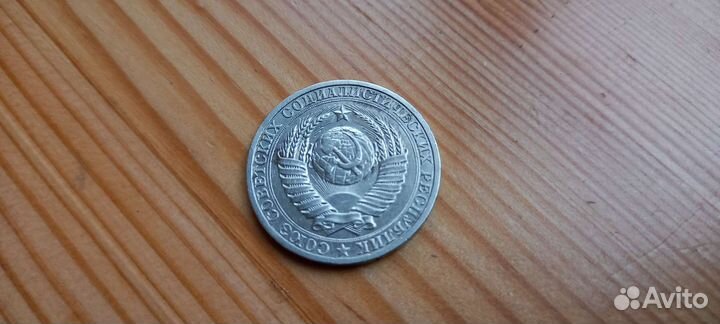 СОЮЗ СОВЕТСКИХ СОЦИАЛИСТИЧЕСКИХ РЕСПУБЛИК
Avito